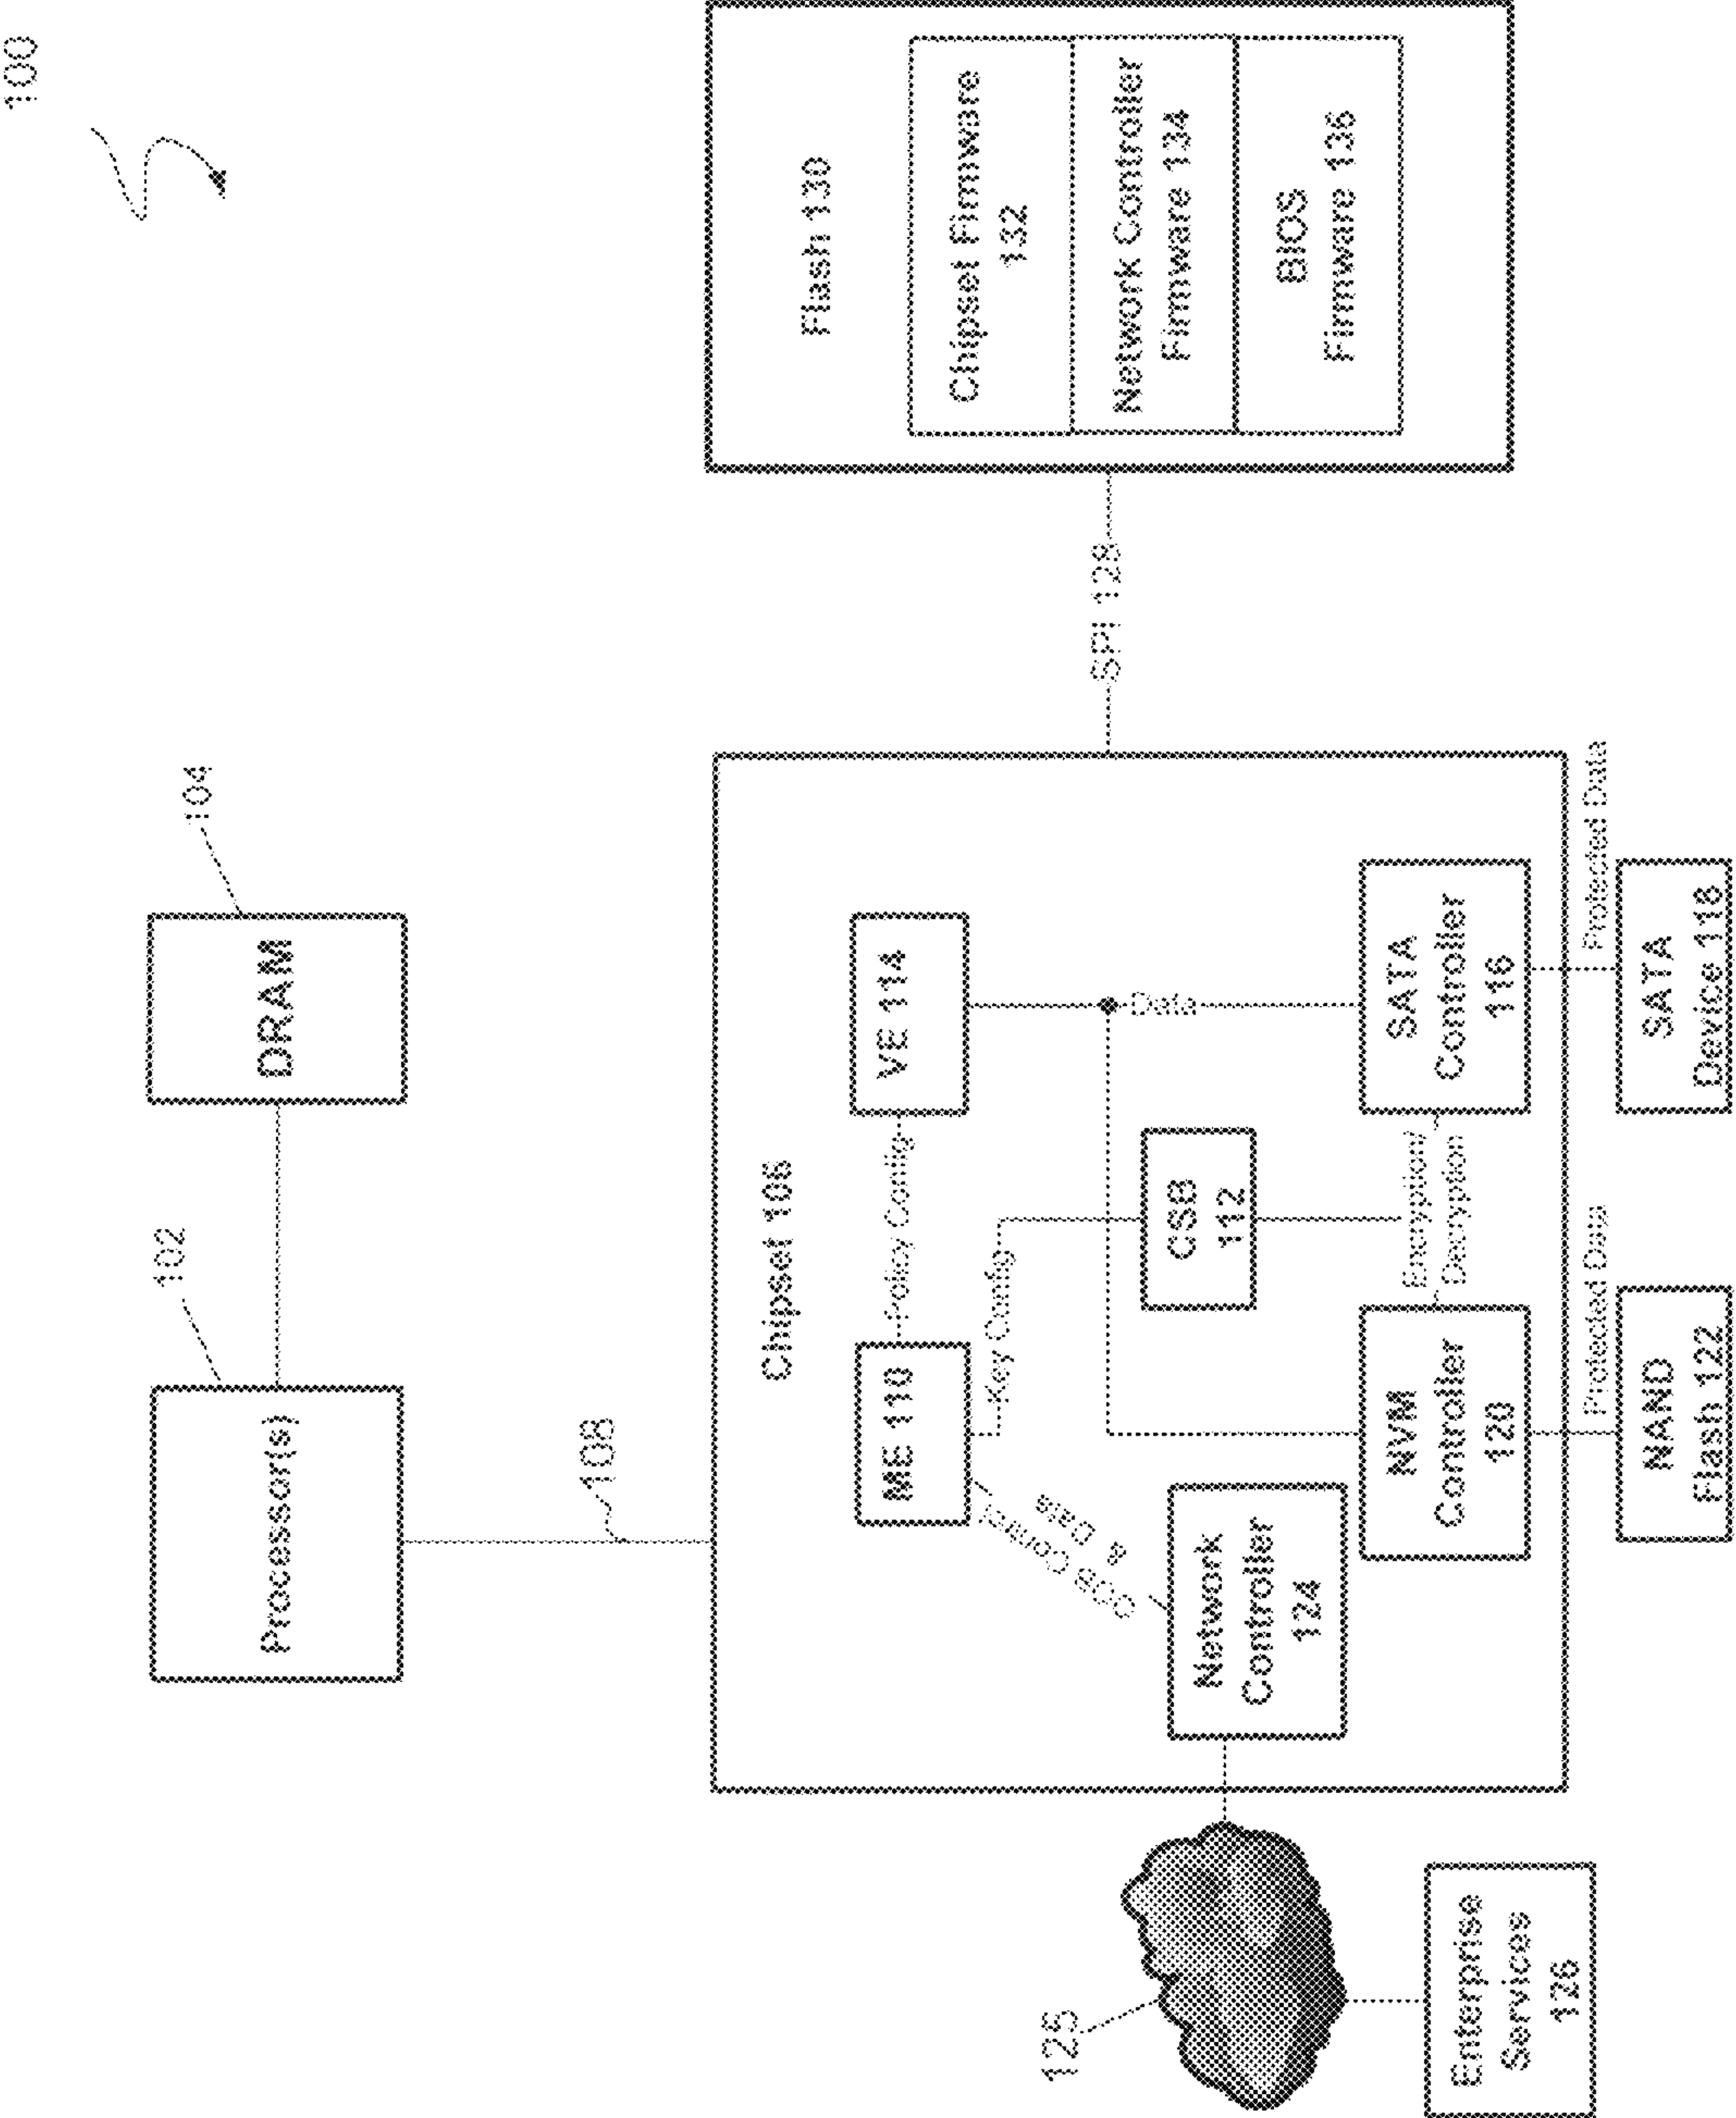 100
102
104
Processor(s)
DRAM
108
Chipset 106
ME 110
Policy Config
VE 114
Key Config
OOB Control
& Data
CSB
112
Data
Network
Controller
124
NVM
Controller
120
Encryption/
Decryption
SATA
Controller
116
Protected Data
Protected Data
NAND
Flash 122
SATA
Device 118
125
Enterprise
Services
126
SPI 128
Flash 130
Chipset Firmware
132
Network Controller
Firmware 134
BIOS
Firmware 136